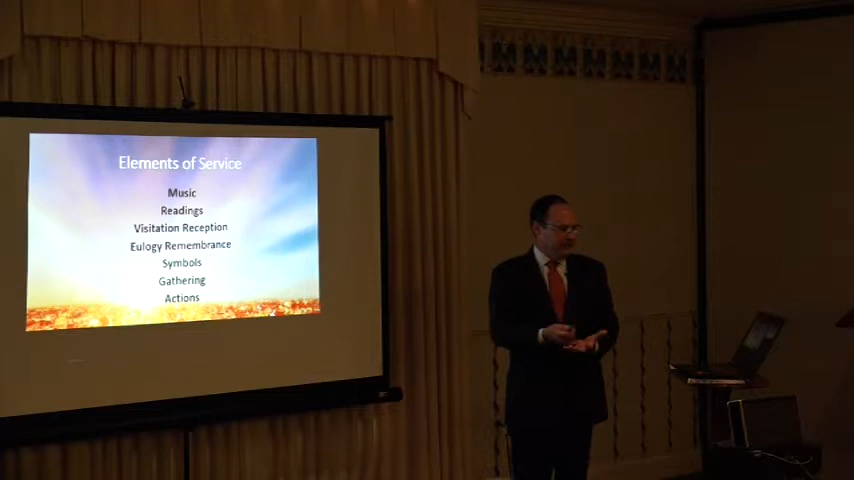 Elements of Service
Music
Readings
Visitation Reception
Eulogy Remembrance
Symbols
Gathering
Actions